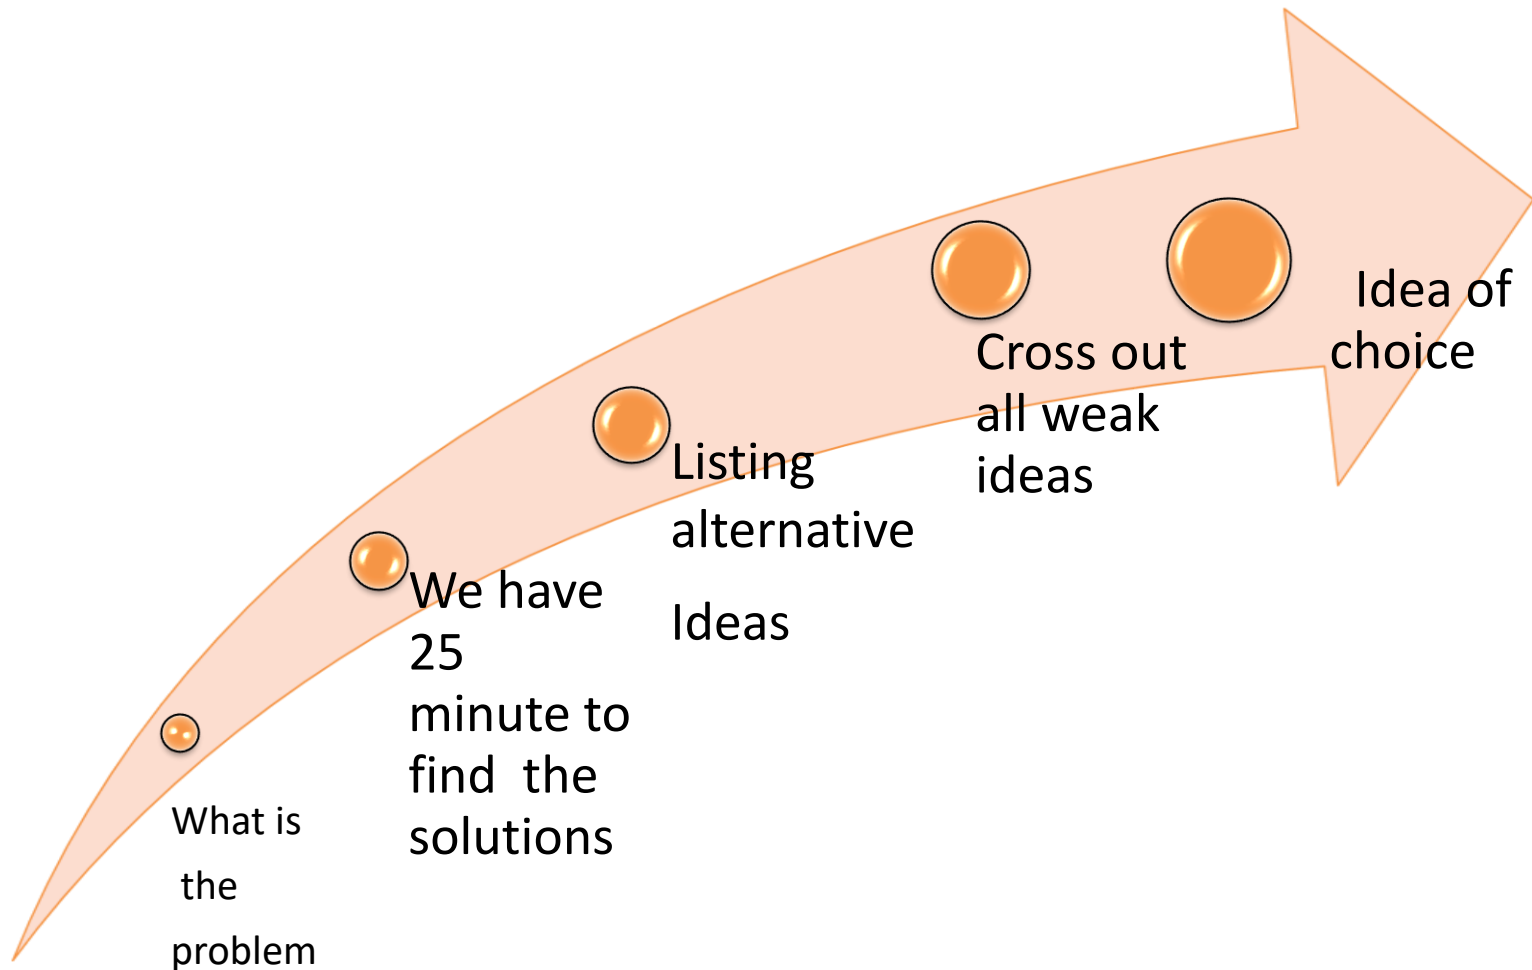 What is
the
problem
We have
25
minute to
find  the
solutions
Listing
alternative
Ideas
Cross out
all weak
ideas
Idea of
choice